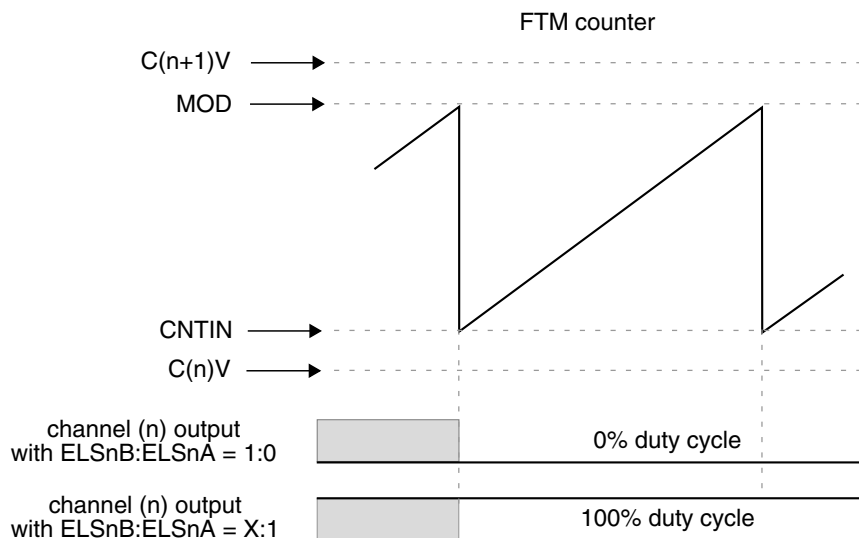 FTM counter
C(n+1)V
MOD
CNTIN
C(n)V
channel (n) output
with ELSnB:ELSnA = 1:0
0% duty cycle
channel (n) output
with ELSnB:ELSnA = X:1
100% duty cycle